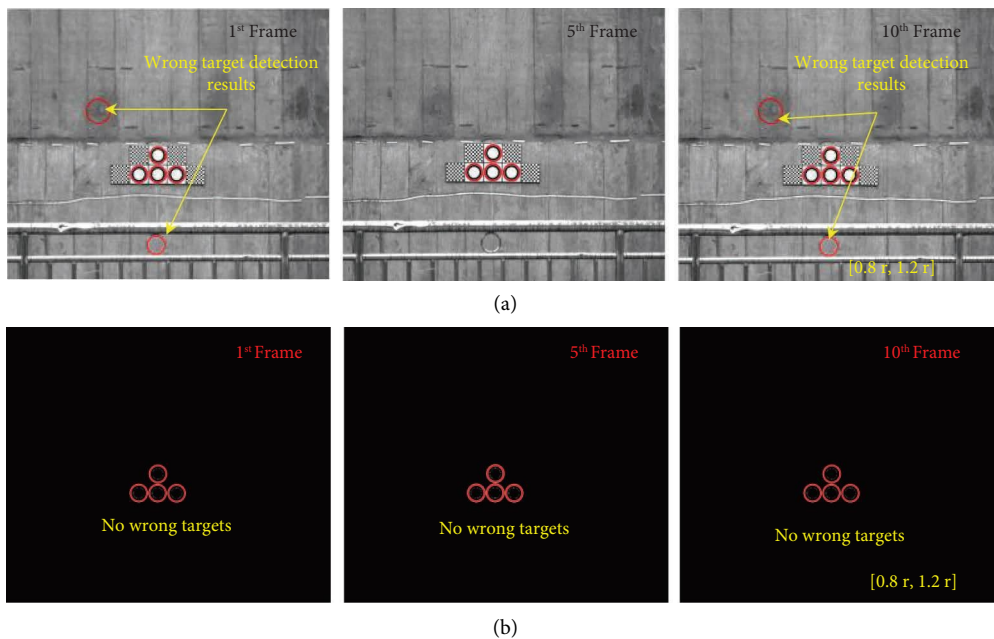 1st Frame
Wrong target detection
results
5th Frame
10th Frame
Wrong target detection
results
[0.8 r, 1.2 r]
(a)
1st Frame
No wrong targets
5th Frame
No wrong targets
10th Frame
No wrong targets
[0.8 r, 1.2 r]
(b)